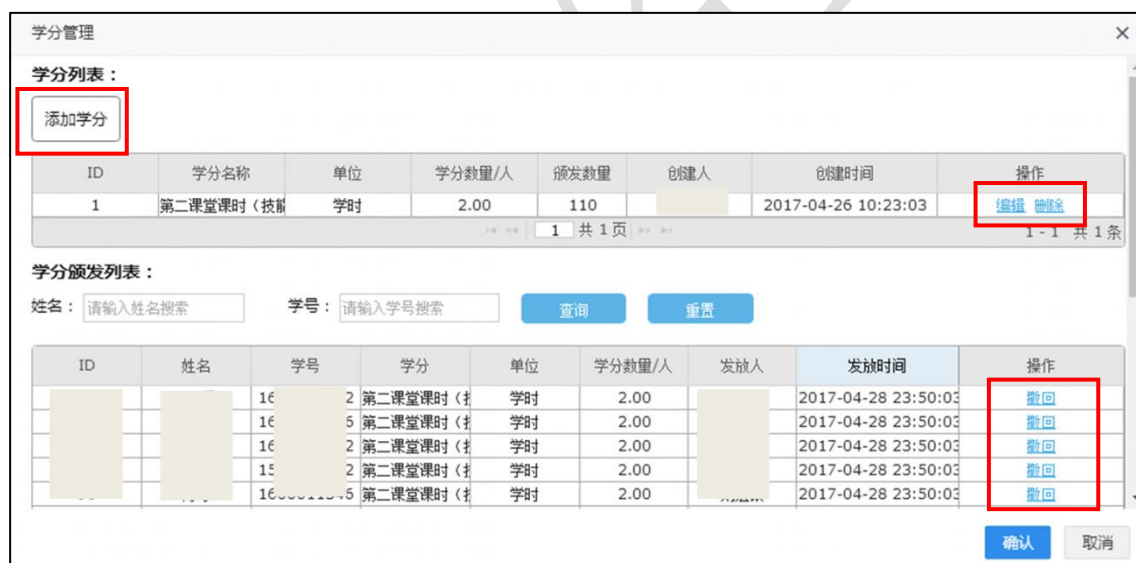 学分管理
学分列表：
添加学分
ID 学分名称 单位 学分数量/人 颁发数量 创建人 创建时间 操作
1 第二课堂课时（技能 学时 2.00 110 2017-04-26 10:23:03 编辑 删除
1 共 1 页 1 - 1 共 1 条
学分颁发列表：
姓名： 请输入姓名搜索 学号： 请输入学号搜索 查询 重置
ID 姓名 学号 学分 单位 学分数量/人 发放人 发放时间 操作
16 2 第二课堂课时（技 学时 2.00 2017-04-28 23:50:03 撤回
16 6 第二课堂课时（技 学时 2.00 2017-04-28 23:50:03 撤回
16 2 第二课堂课时（技 学时 2.00 2017-04-28 23:50:03 撤回
15 2 第二课堂课时（技 学时 2.00 2017-04-28 23:50:03 撤回
16 6 第二课堂课时（技 学时 2.00 2017-04-28 23:50:03 撤回
确认 取消